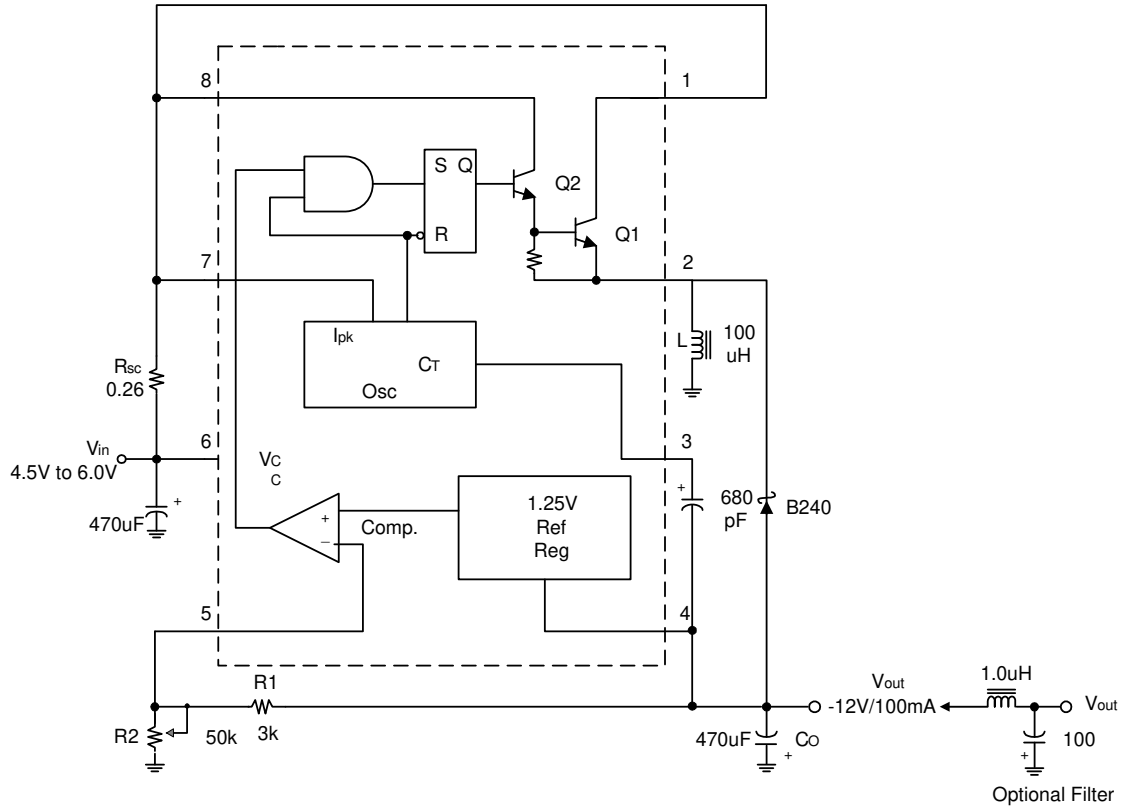 8
1
S Q
Q2
R
Q1
7
2
Ipk
CT
Osc
L
100
uH
Rsc
0.26
Vin
4.5V to 6.0V
6
3
VC
C
470uF
+
+
−
Comp.
1.25V
Ref
Reg
+
680
pF
B240
5
4
R1
3k
R2
50k
Vout
-12V/100mA
1.0uH
Vout
470uF
+
CO
100
+
Optional Filter